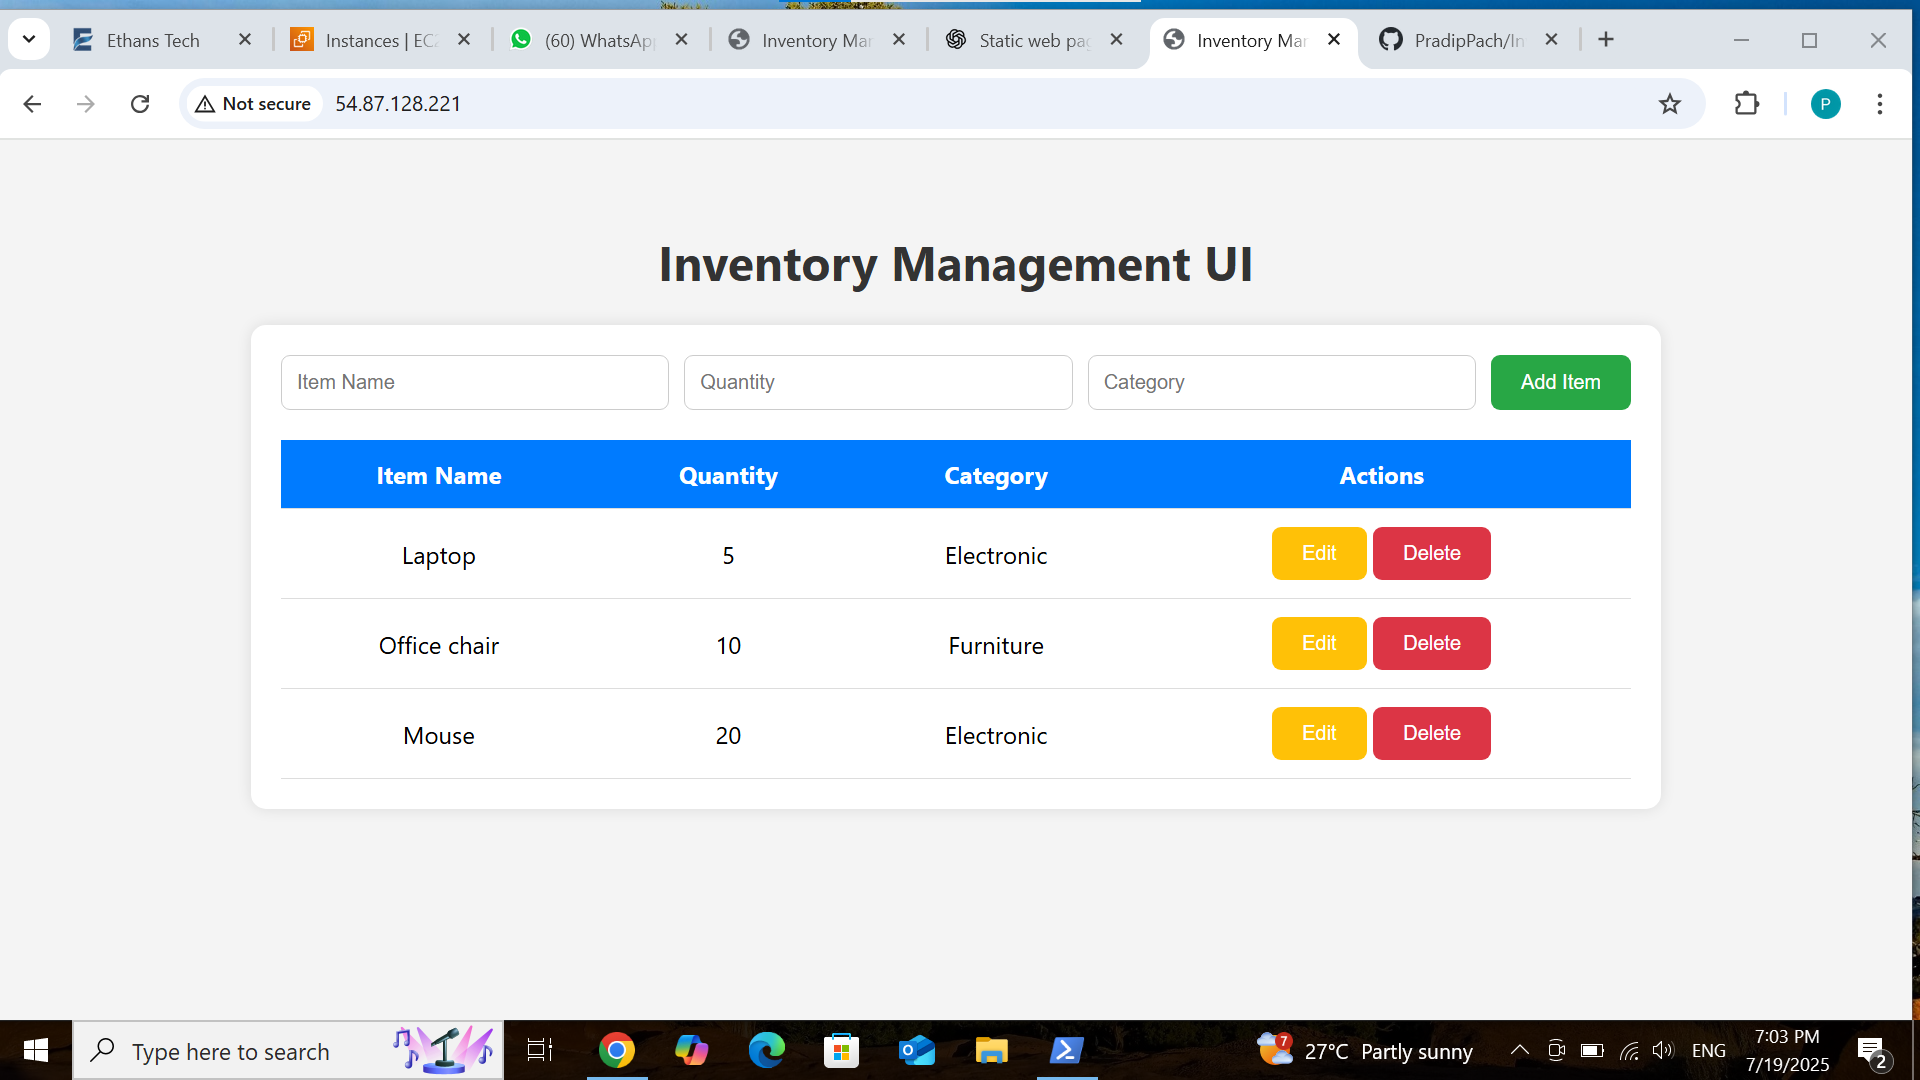 Ethans Tech
Instances | EC2
(60) WhatsApp
Inventory Mar
Static web pag
Inventory Mar
PradipPach/In
Not secure
54.87.128.221
P
Inventory Management UI
Item Name
Quantity
Category
Add Item
Item Name Quantity Category Actions
Laptop 5 Electronic Edit Delete
Office chair 10 Furniture Edit Delete
Mouse 20 Electronic Edit Delete
Type here to search
7
27°C Partly sunny
ENG
7:03 PM
7/19/2025
2